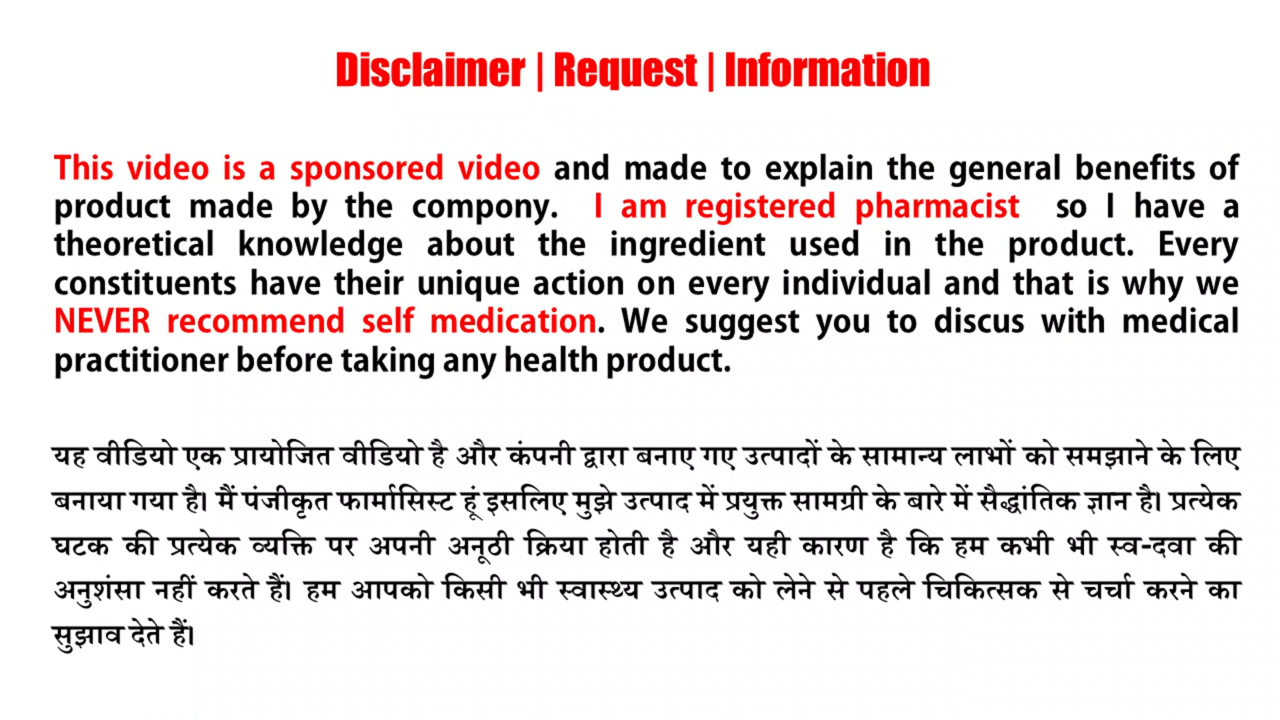 Disclaimer | Request | Information
This video is a sponsored video and made to explain the general benefits of
product made by the compony. I am registered pharmacist so I have a
theoretical knowledge about the ingredient used in the product. Every
constituents have their unique action on every individual and that is why we
NEVER recommend self medication. We suggest you to discus with medical
practitioner before taking any health product.
यह वीडियो एक प्रायोजित वीडियो है और कंपनी द्वारा बनाए गए उत्पादों के सामान्य लाभों को समझाने के लिए
बनाया गया है। मैं पंजीकृत फार्मासिस्ट हूं इसलिए मुझे उत्पाद में प्रयुक्त सामग्री के बारे में सैद्धांतिक ज्ञान है। प्रत्येक
घटक की प्रत्येक व्यक्ति पर अपनी अनूठी क्रिया होती है और यही कारण है कि हम कभी भी स्व-दवा की
अनुशंसा नहीं करते हैं। हम आपको किसी भी स्वास्थ्य उत्पाद को लेने से पहले चिकित्सक से चर्चा करने का
सुझाव देते हैं।